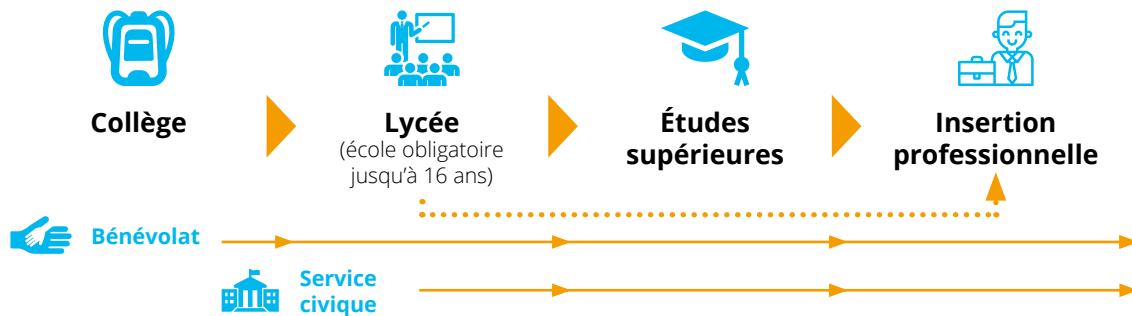 Collège
Lycée
(école obligatoire
jusqu’à 16 ans)
Études
supérieures
Insertion
professionnelle
Bénévolat
Service
civique